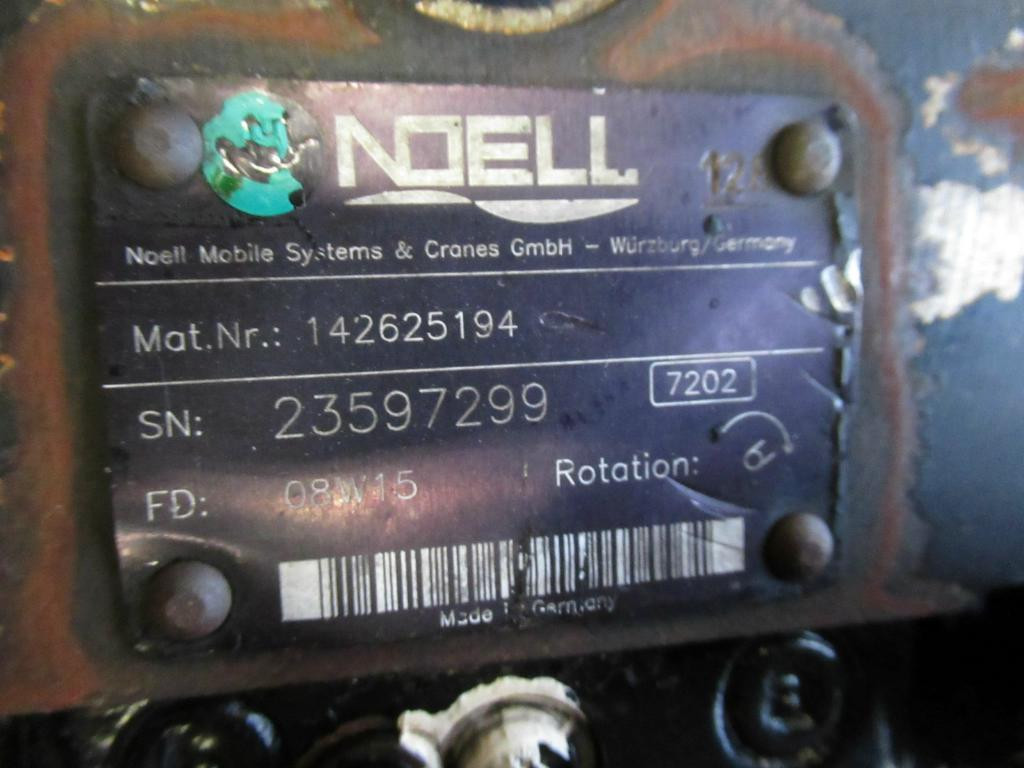 NOELL
Noell Mobile Systems & Cranes GmbH - Würzburg/Germany
Mat.Nr.: 142625194
SN: 23597299 7202
FD: 08W15 Rotation:
Made in Germany